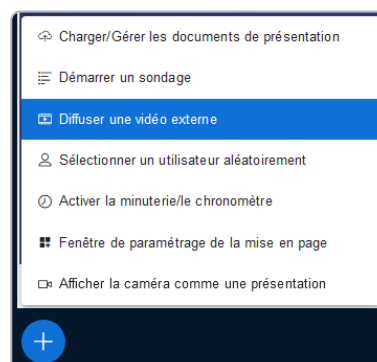 Charger/Gérer les documents de présentation
Démarrer un sondage
Diffuser une vidéo externe
Sélectionner un utilisateur aléatoirement
Activer la minuterie/le chronomètre
Fenêtre de paramétrage de la mise en page
Afficher la caméra comme une présentation